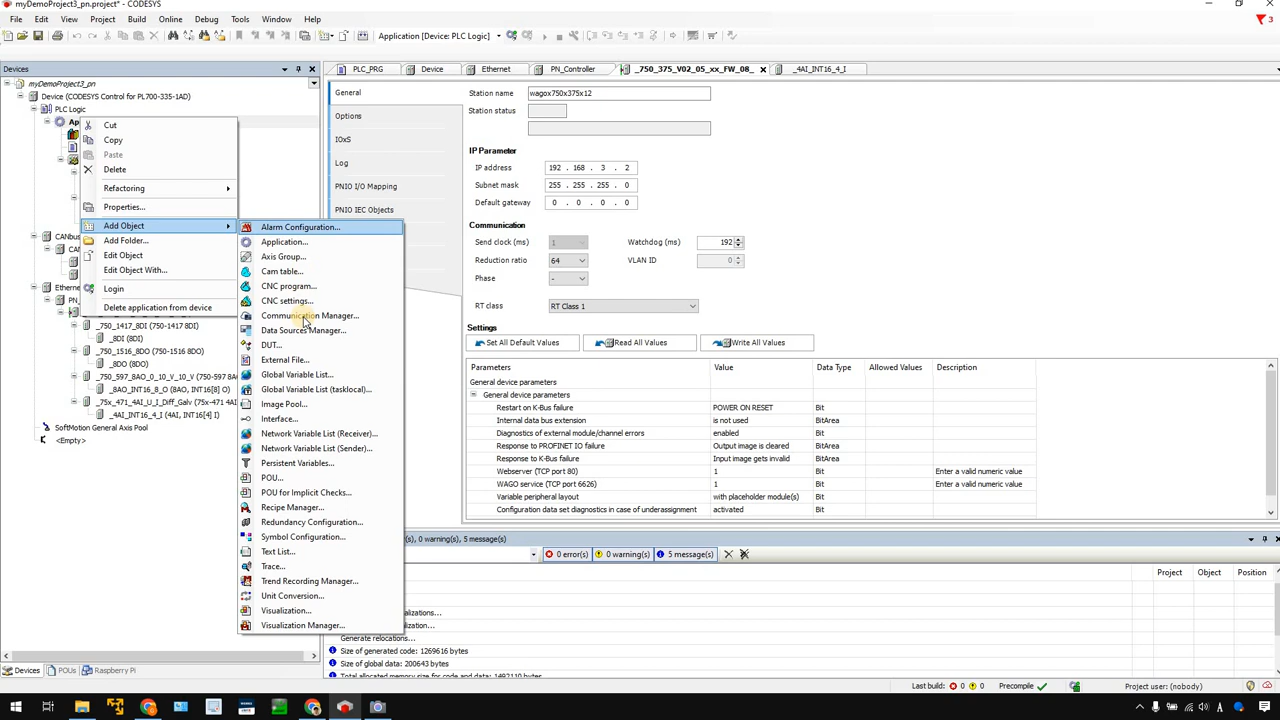 myDemoProject3_pn.project* - CODESYS
File Edit View Project Build Online Debug Tools Window Help
3
Application [Device: PLC Logic]
Devices
PLC_PRG
Device
Ethernet
PN_Controller
_750_375_V02_05_xx_FW_08_
_4AI_INT16_4_I
myDemoProject3_pn
Device (CODESYS Control for PL700-335-1AD)
PLC Logic
Cut
Copy
Paste
Delete
Refactoring
Properties...
Add Object
Add Folder...
Edit Object
Edit Object With...
Login
Delete application from device
Alarm Configuration...
Application...
Axis Group...
Cam table...
CNC program...
CNC settings...
Communication Manager...
Data Sources Manager...
DUT...
External File...
Global Variable List...
Global Variable List (tasklocal)...
Image Pool...
Interface...
Network Variable List (Receiver)...
Network Variable List (Sender)...
Persistent Variables...
POU...
POU for Implicit Checks...
Recipe Manager...
Redundancy Configuration...
Symbol Configuration...
Text List...
Trace...
Trend Recording Manager...
Unit Conversion...
Visualization...
Visualization Manager...
_750_1417_8DI (750-1417 8DI)
_8DI (8DI)
_750_1516_8DO (750-1516 8DO)
_8DO (8DO)
_750_597_8AO_0_10_V_10_V (750-597 8AO
_8AO_INT16_8_O (8AO, INT16[8] O)
_75x_471_4AI_U_I_Diff_Galv (75x-471 4AI
_4AI_INT16_4_I (4AI, INT16[4] I)
SoftMotion General Axis Pool
<Empty>
Devices
POUs
Raspberry Pi
General
Options
IOxS
Log
PNIO I/O Mapping
PNIO IEC Objects
Station name wagox750x375x12
Station status
IP Parameter
IP address 192 . 168 . 3 . 2
Subnet mask 255 . 255 . 255 . 0
Default gateway 0 . 0 . 0 . 0
Communication
Send clock (ms) 1 Watchdog (ms) 192
Reduction ratio 64 VLAN ID 0
Phase -
RT class RT Class 1
Settings
Set All Default Values Read All Values Write All Values
Parameters Value Data Type Allowed Values Description
General device parameters
General device parameters
Restart on K-Bus failure POWER ON RESET Bit
Internal data bus extension is not used BitArea
Diagnostics of external module/channel errors enabled Bit
Response to PROFINET IO failure Output image is cleared BitArea
Response to K-Bus failure Input image gets invalid BitArea
Webserver (TCP port 80) 1 Bit Enter a valid numeric value
WAGO service (TCP port 6626) 1 Bit Enter a valid numeric value
Variable peripheral layout with placeholder module(s) Bit
Configuration data diagnostics in case of underassignment activated Bit
0 warning(s), 5 message(s)
0 error(s) 0 warning(s) 5 message(s)
Project Object Position
Generate relocations...
Size of generated code: 1269616 bytes
Size of global data: 200643 bytes
Last build: 0 0 Precompile
Project user: (nobody)